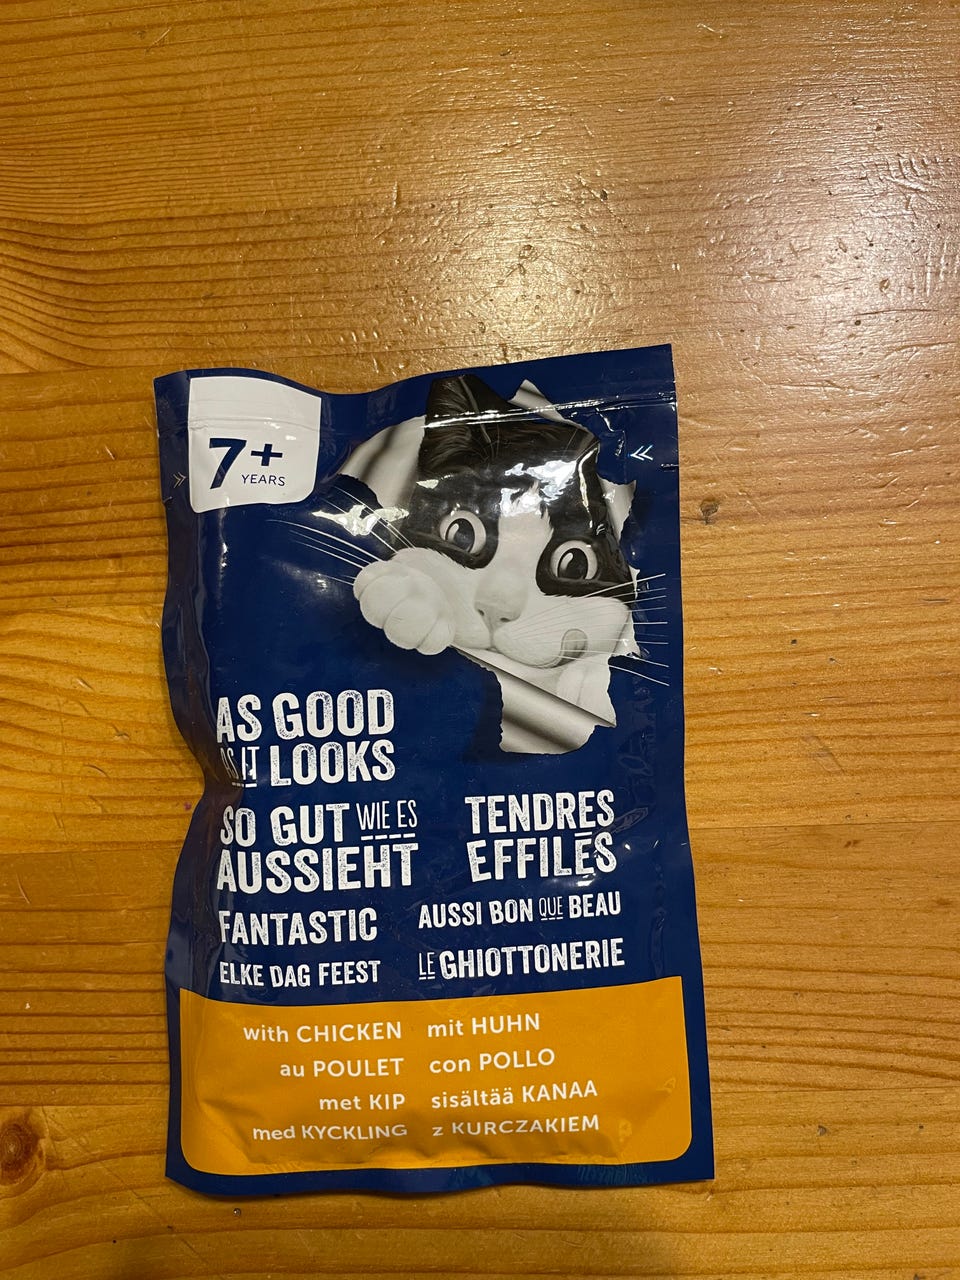 7+
YEARS
AS GOOD
AS IT LOOKS
SO GUT WIE ES
AUSSIEHT
TENDRES
EFFILÉS
FANTASTIC
AUSSI BON QUE BEAU
ELKE DAG FEEST
LE GHIOTTONERIE
with CHICKEN
mit HUHN
au POULET
con POLLO
met KIP
sisältää KANAA
med KYCKLING
z KURCZAKIEM